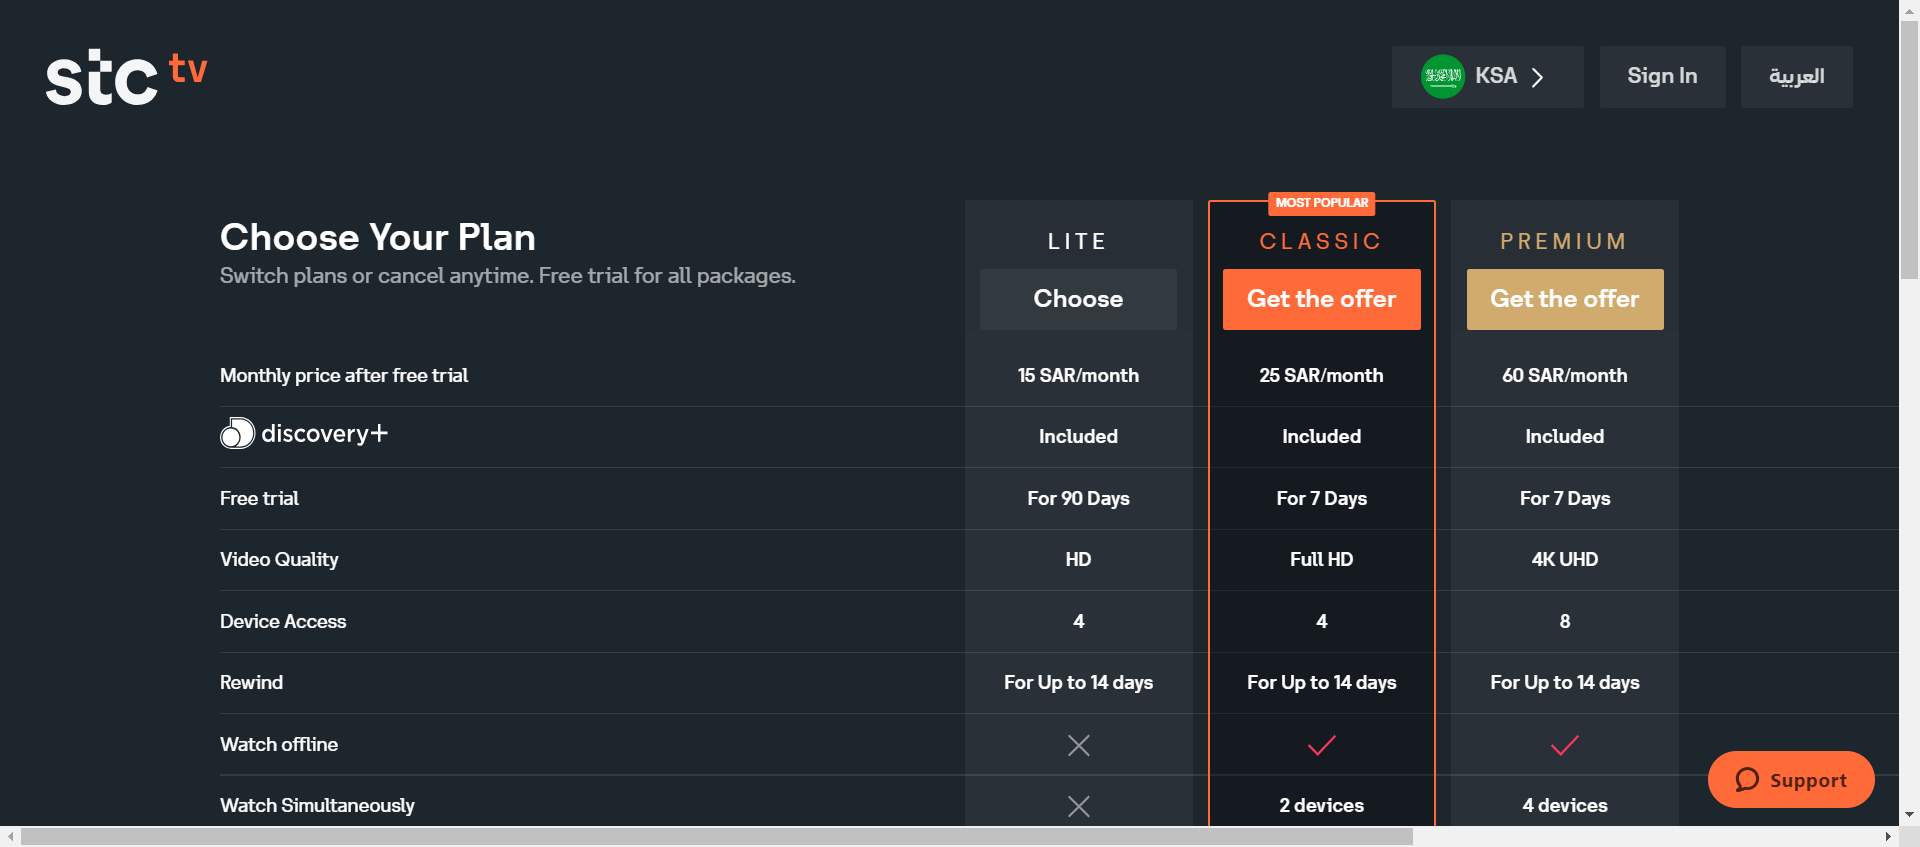 stc tv
KSA
Sign In
العربية
MOST POPULAR
Choose Your Plan
Switch plans or cancel anytime. Free trial for all packages.
LITE CLASSIC PREMIUM
Choose Get the offer Get the offer
Monthly price after free trial 15 SAR/month 25 SAR/month 60 SAR/month
discovery+ Included Included Included
Free trial For 90 Days For 7 Days For 7 Days
Video Quality HD Full HD 4K UHD
Device Access 4 4 8
Rewind For Up to 14 days For Up to 14 days For Up to 14 days
Watch offline
Watch Simultaneously 2 devices 4 devices
Support